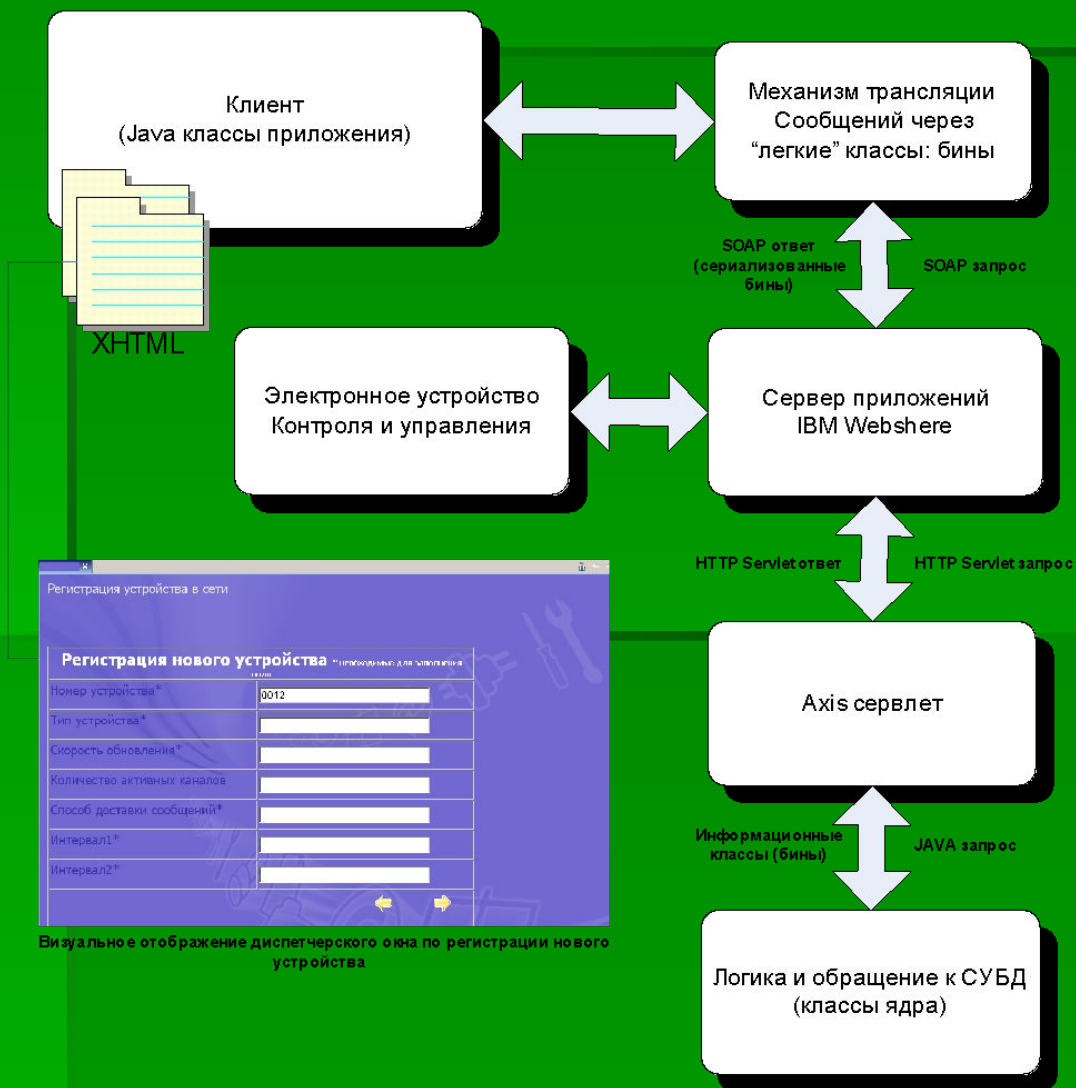 Клиент
(Java классы приложения)
XHTML
Механизм трансляции
Сообщений через
“легкие” классы: бины
SOAP ответ
(сериализованные
бины)
SOAP запрос
Электронное устройство
Контроля и управления
Сервер приложений
IBM Webshere
HTTP Servlet ответ
HTTP Servlet запрос
Axis сервлет
Информационные
классы (бины)
JAVA запрос
Логика и обращение к СУБД
(классы ядра)
Регистрация устройства в сети
Регистрация нового устройства *необходимые для заполнения
Номер устройства*
0012
Тип устройства*
Скорость обновления*
Количество активных каналов
Способ доставки сообщений*
Интервал1*
Интервал2*
Визуальное отображение диспетчерского окна по регистрации нового
устройства